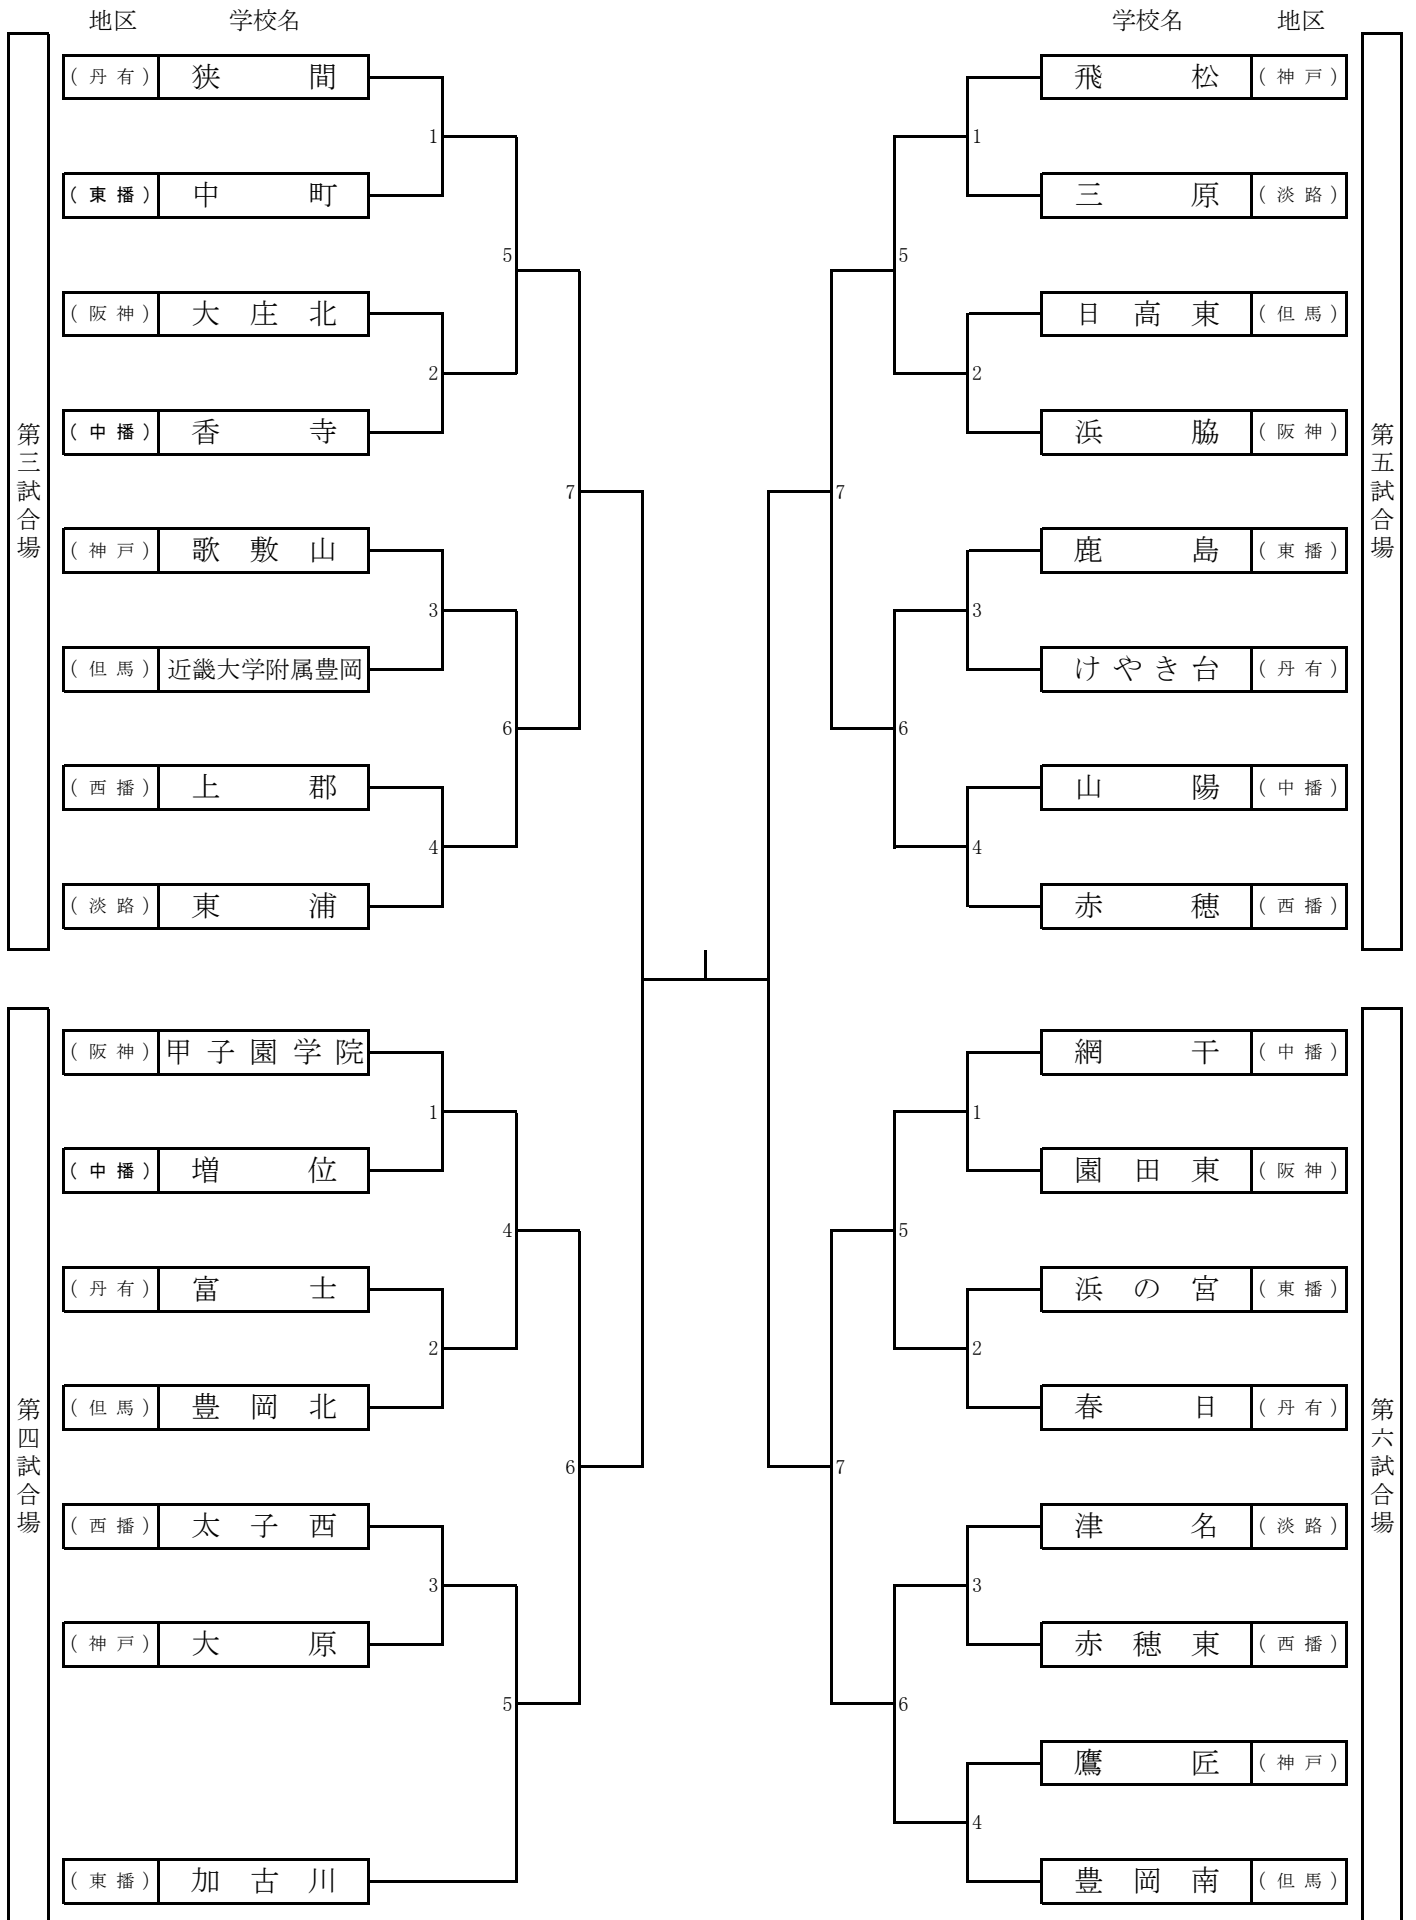 地区 学校名 学校名 地区
(丹有) 狭間
飛松 (神戸)
1 1
(東播) 中町
三原 (淡路)
5 5
(阪神) 大庄北
日高東 (但馬)
2 2
(中播) 香寺
浜脇 (阪神)
第三試合場
第五試合場
7 7
(神戸) 歌敷山
鹿島 (東播)
3 3
(但馬) 近畿大学附属豊岡
けやき台 (丹有)
6 6
(西播) 上郡
山陽 (中播)
4 4
(淡路) 東浦
赤穂 (西播)
(阪神) 甲子園学院
網干 (中播)
1 1
(中播) 増位
園田東 (阪神)
4 5
(丹有) 富士
浜の宮 (東播)
2 2
(但馬) 豊岡北
春日 (丹有)
第四試合場
第六試合場
6 7
(西播) 太子西
津名 (淡路)
3 3
(神戸) 大原
赤穂東 (西播)
5 6
鷹匠 (神戸)
4
(東播) 加古川
豊岡南 (但馬)